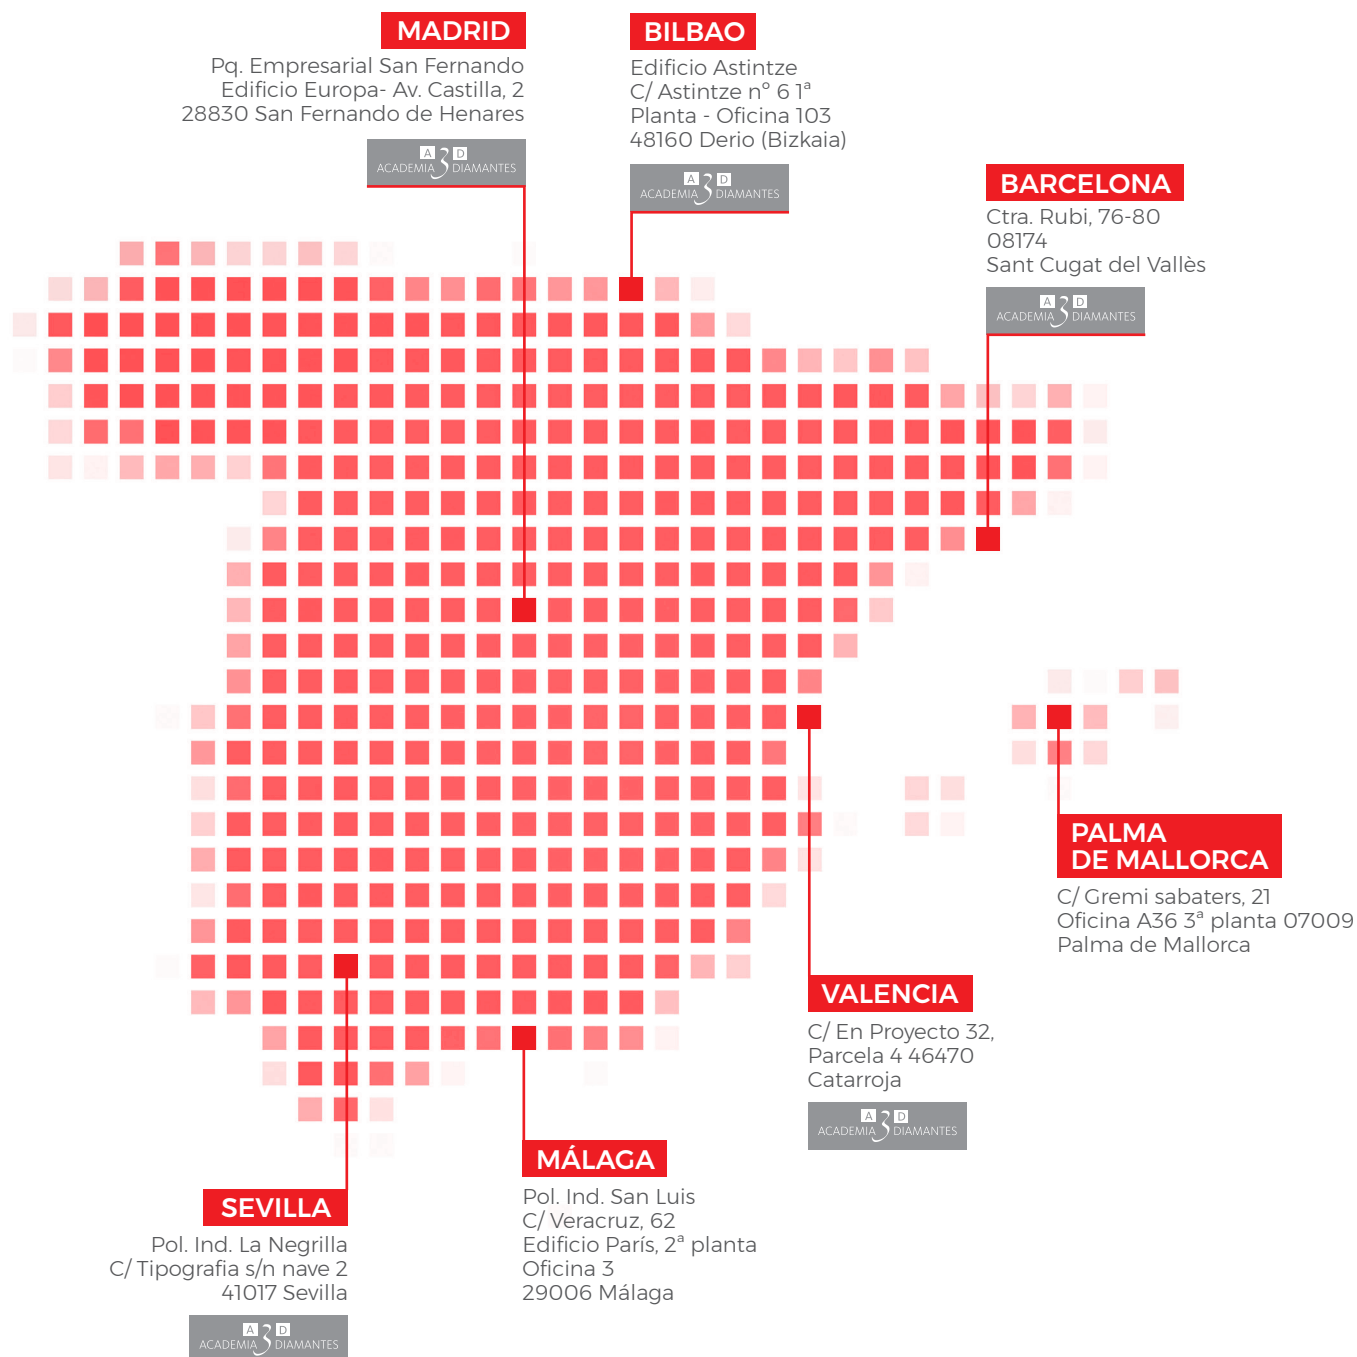 MADRID
Pq. Empresarial San Fernando
Edificio Europa- Av. Castilla, 2
28830 San Fernando de Henares
A D
ACADEMIA 3 DIAMANTES
BILBAO
Edificio Astintze
C/ Astintze nº 6 1ª
Planta - Oficina 103
48160 Derio (Bizkaia)
A D
ACADEMIA 3 DIAMANTES
BARCELONA
Ctra. Rubi, 76-80
08174
Sant Cugat del Vallès
A D
ACADEMIA 3 DIAMANTES
PALMA
DE MALLORCA
C/ Gremi sabaters, 21
Oficina A36 3ª planta 07009
Palma de Mallorca
VALENCIA
C/ En Proyecto 32,
Parcela 4 46470
Catarroja
A D
ACADEMIA 3 DIAMANTES
MÁLAGA
Pol. Ind. San Luis
C/ Veracruz, 62
Edificio París, 2ª planta
Oficina 3
29006 Málaga
SEVILLA
Pol. Ind. La Negrilla
C/ Tipografia s/n nave 2
41017 Sevilla
A D
ACADEMIA 3 DIAMANTES